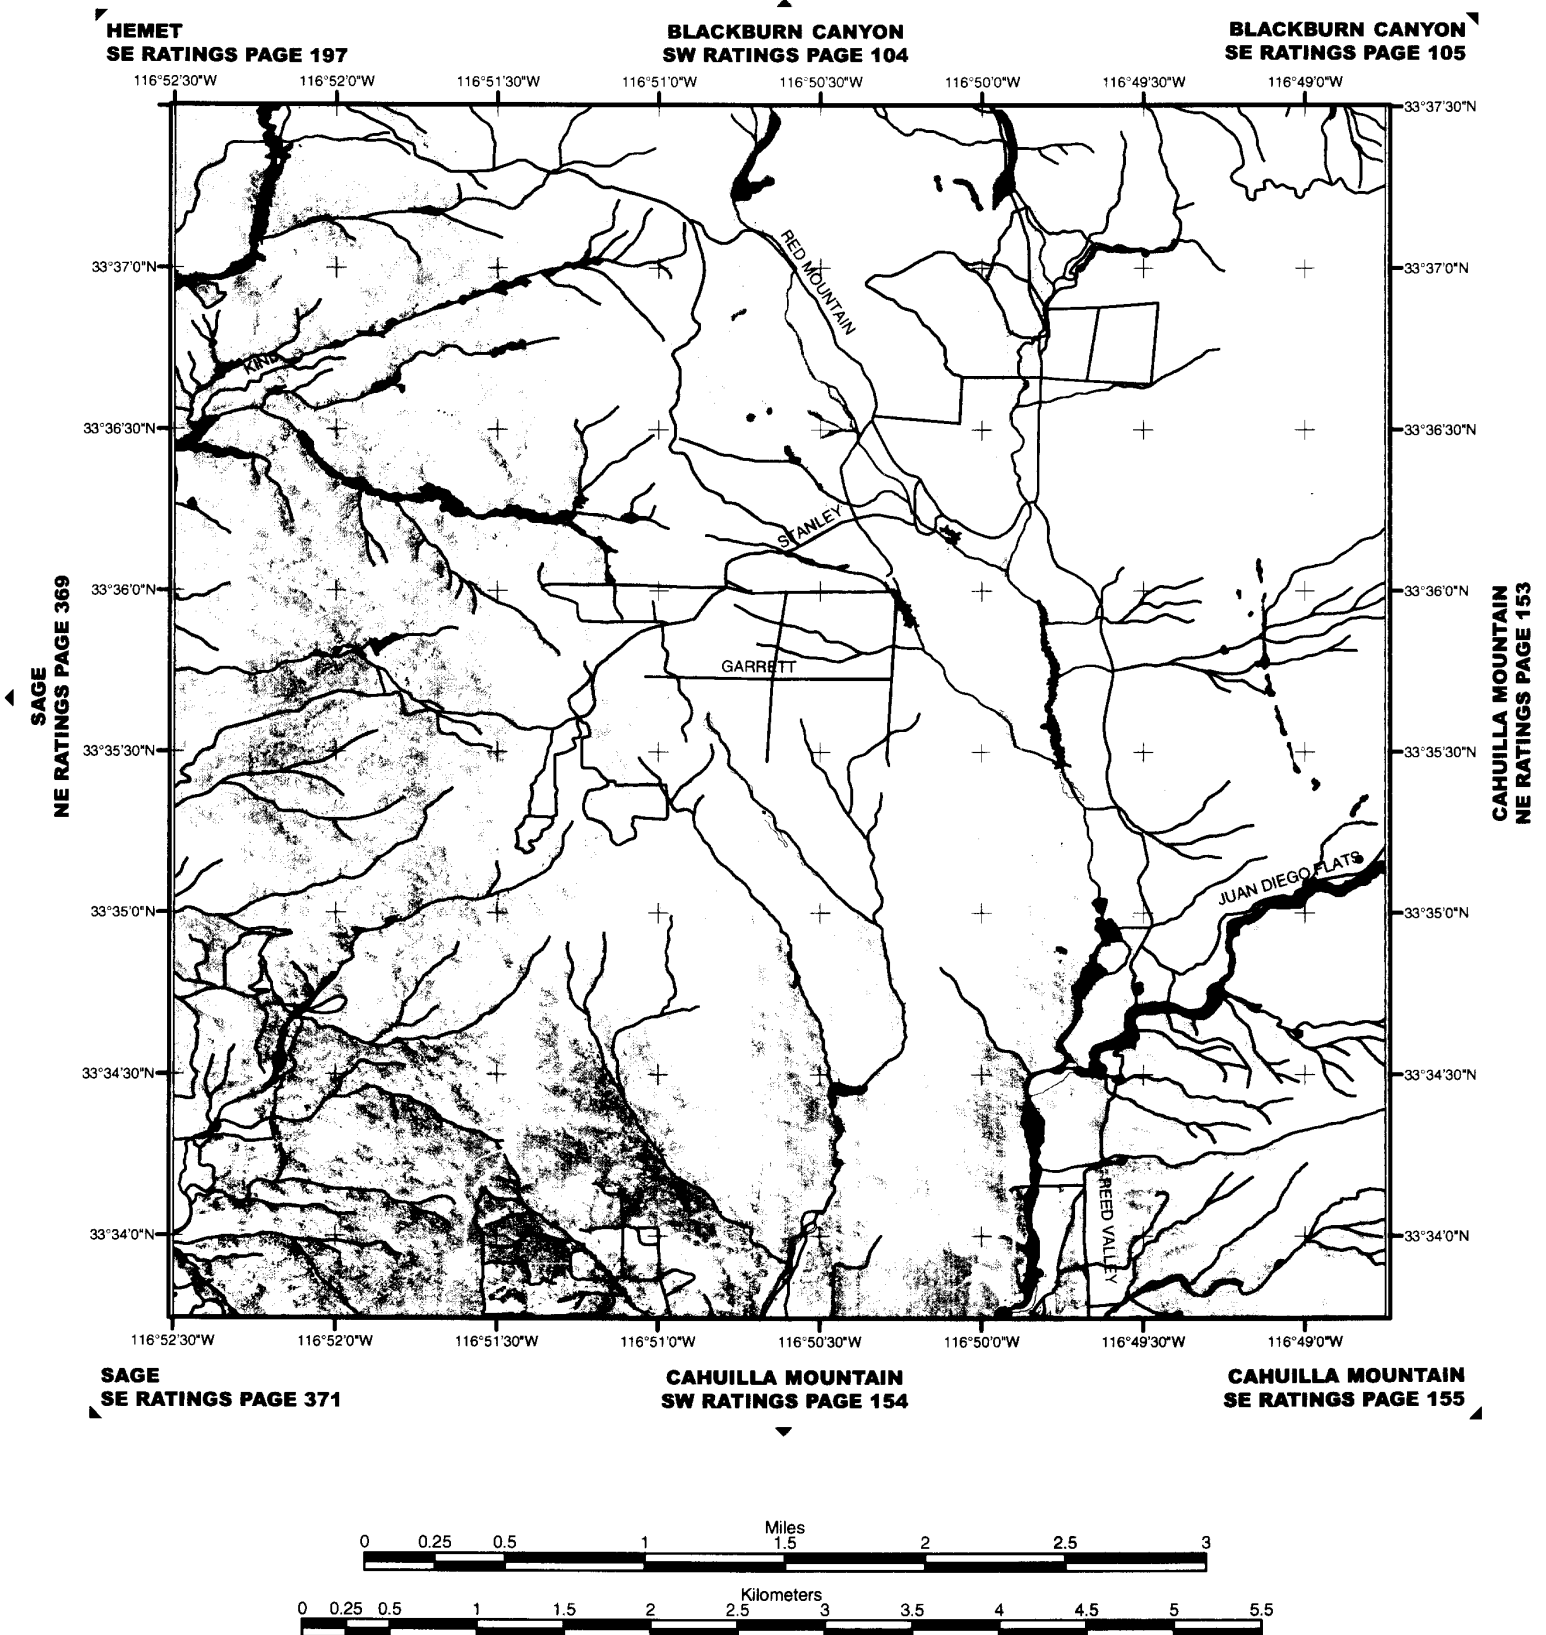 HEMET
SE RATINGS PAGE 197
BLACKBURN CANYON
SW RATINGS PAGE 104
BLACKBURN CANYON
SE RATINGS PAGE 105
116°52'30"W 116°52'0"W 116°51'30"W 116°51'0"W 116°50'30"W 116°50'0"W 116°49'30"W 116°49'0"W
33°37'30"N
RED MOUNTAIN
33°37'0"N 33°37'0"N
KING
33°36'30"N 33°36'30"N
STANLEY
33°36'0"N 33°36'0"N
SAGE
NE RATINGS PAGE 369
CAHUILLA MOUNTAIN
NE RATINGS PAGE 153
GARRETT
33°35'30"N 33°35'30"N
JUAN DIEGO FLATS
33°35'0"N 33°35'0"N
33°34'30"N 33°34'30"N
REED VALLEY
33°34'0"N 33°34'0"N
116°52'30"W 116°52'0"W 116°51'30"W 116°51'0"W 116°50'30"W 116°50'0"W 116°49'30"W 116°49'0"W
SAGE
SE RATINGS PAGE 371
CAHUILLA MOUNTAIN
SW RATINGS PAGE 154
CAHUILLA MOUNTAIN
SE RATINGS PAGE 155
Miles
0 0.25 0.5 1 1.5 2 2.5 3
Kilometers
0 0.25 0.5 1 1.5 2 2.5 3 3.5 4 4.5 5 5.5